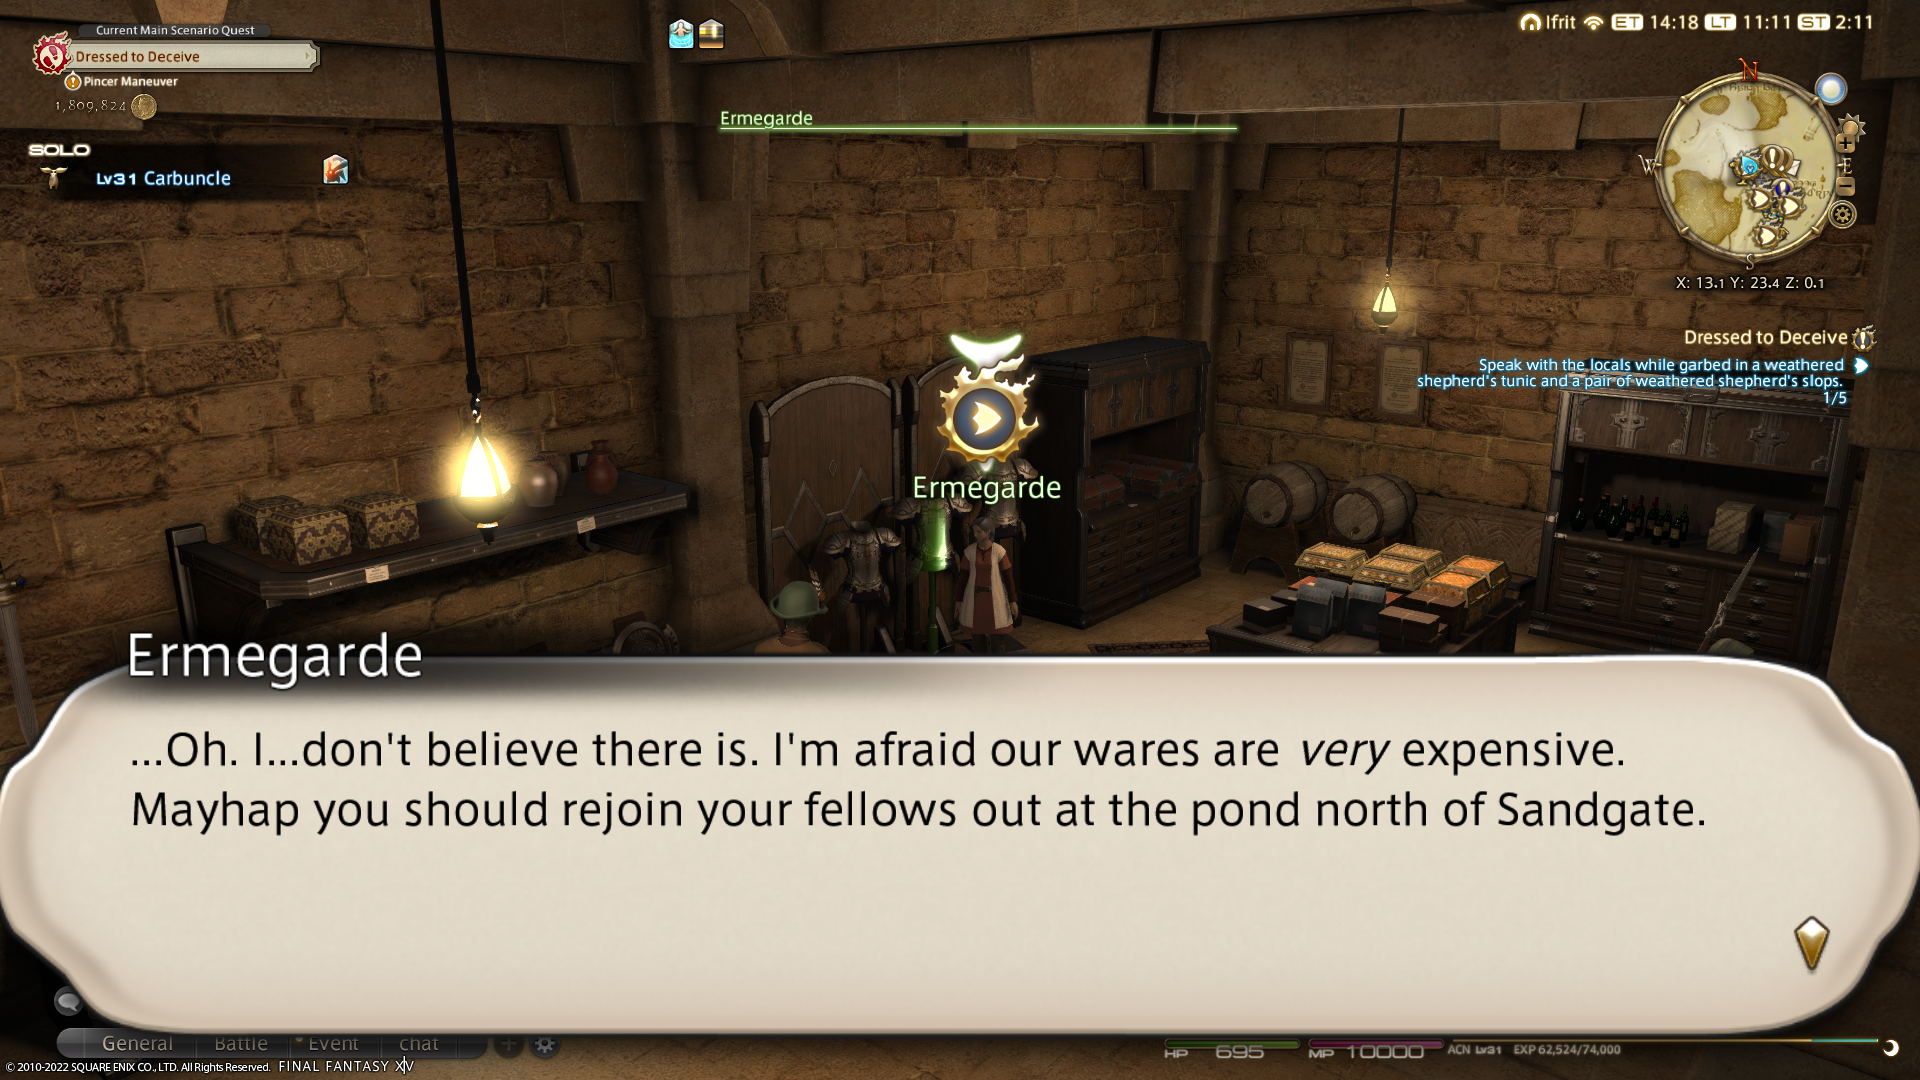 Current Main Scenario Quest
Dressed to Deceive
Pincer Maneuver
1,809,824
SOLO
Lv31 Carbuncle
Ermegarde
Ifrit ET 14:18 LT 11:11 ST 2:11
N
W
E
S
X: 13.1 Y: 23.4 Z: 0.1
Dressed to Deceive
Speak with the locals while garbed in a weathered
shepherd's tunic and a pair of weathered shepherd's slops.
1/5
Ermegarde
Ermegarde
...Oh. I...don't believe there is. I'm afraid our wares are very expensive.
Mayhap you should rejoin your fellows out at the pond north of Sandgate.
General Battle Event chat
HP 695 MP 10000 ACN Lv31 EXP 62,524/74,000
© 2010-2022 SQUARE ENIX CO., LTD. All Rights Reserved. FINAL FANTASY XIV